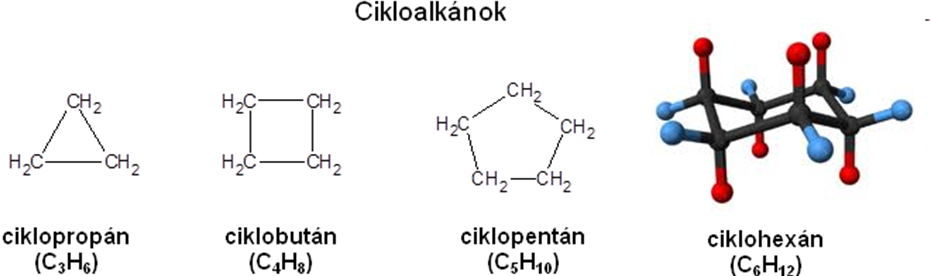 Cikloalkánok
CH₂
H₂C CH₂
H₂C CH₂
H₂C CH₂
CH₂
H₂C CH₂
CH₂ CH₂
ciklopropán
(C₃H₆)
ciklobután
(C₄H₈)
ciklopentán
(C₅H₁₀)
ciklohexán
(C₆H₁₂)